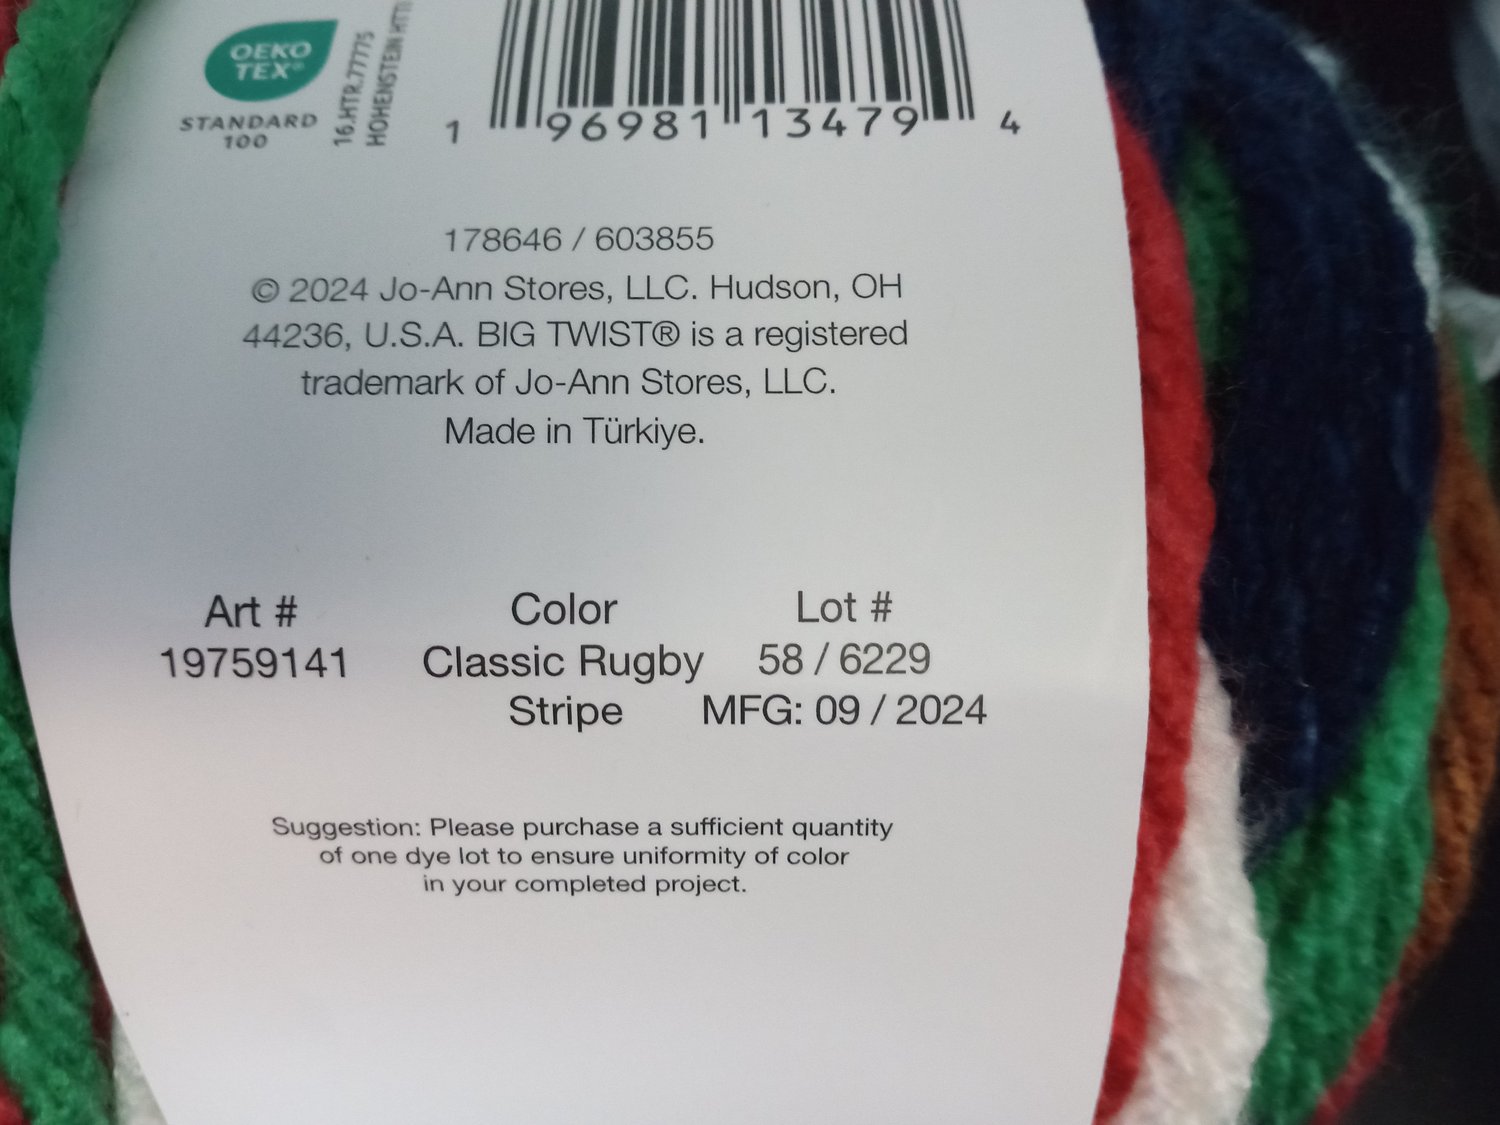 OEKO
TEX®
STANDARD
100
16.HTR.77775
HOHENSTEIN HTTI
1 96981 13479 4
178646 / 603855
© 2024 Jo-Ann Stores, LLC. Hudson, OH
44236, U.S.A. BIG TWIST® is a registered
trademark of Jo-Ann Stores, LLC.
Made in Türkiye.
Art # Color Lot #
19759141 Classic Rugby 58 / 6229
Stripe MFG: 09 / 2024
Suggestion: Please purchase a sufficient quantity
of one dye lot to ensure uniformity of color
in your completed project.